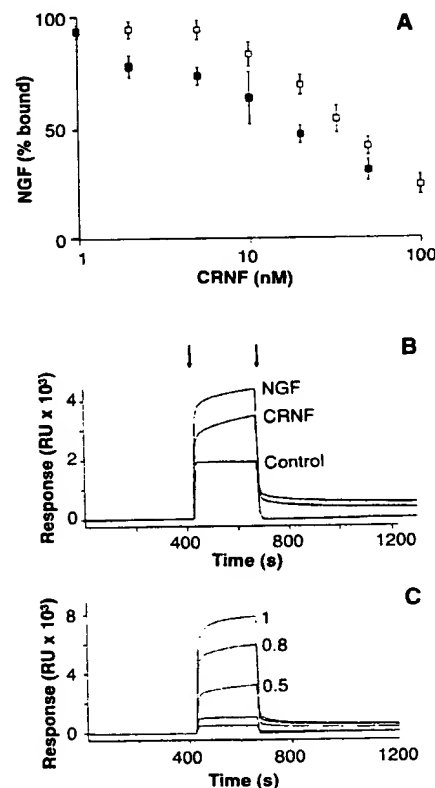 A
100
50
0
NGF (% bound)
1
10
100
CRNF (nM)
B
4
2
0
Response (RU x 10³)
NGF
CRNF
Control
400
800
1200
Time (s)
C
8
4
0
Response (RU x 10³)
1
0.8
0.5
400
800
1200
Time (s)